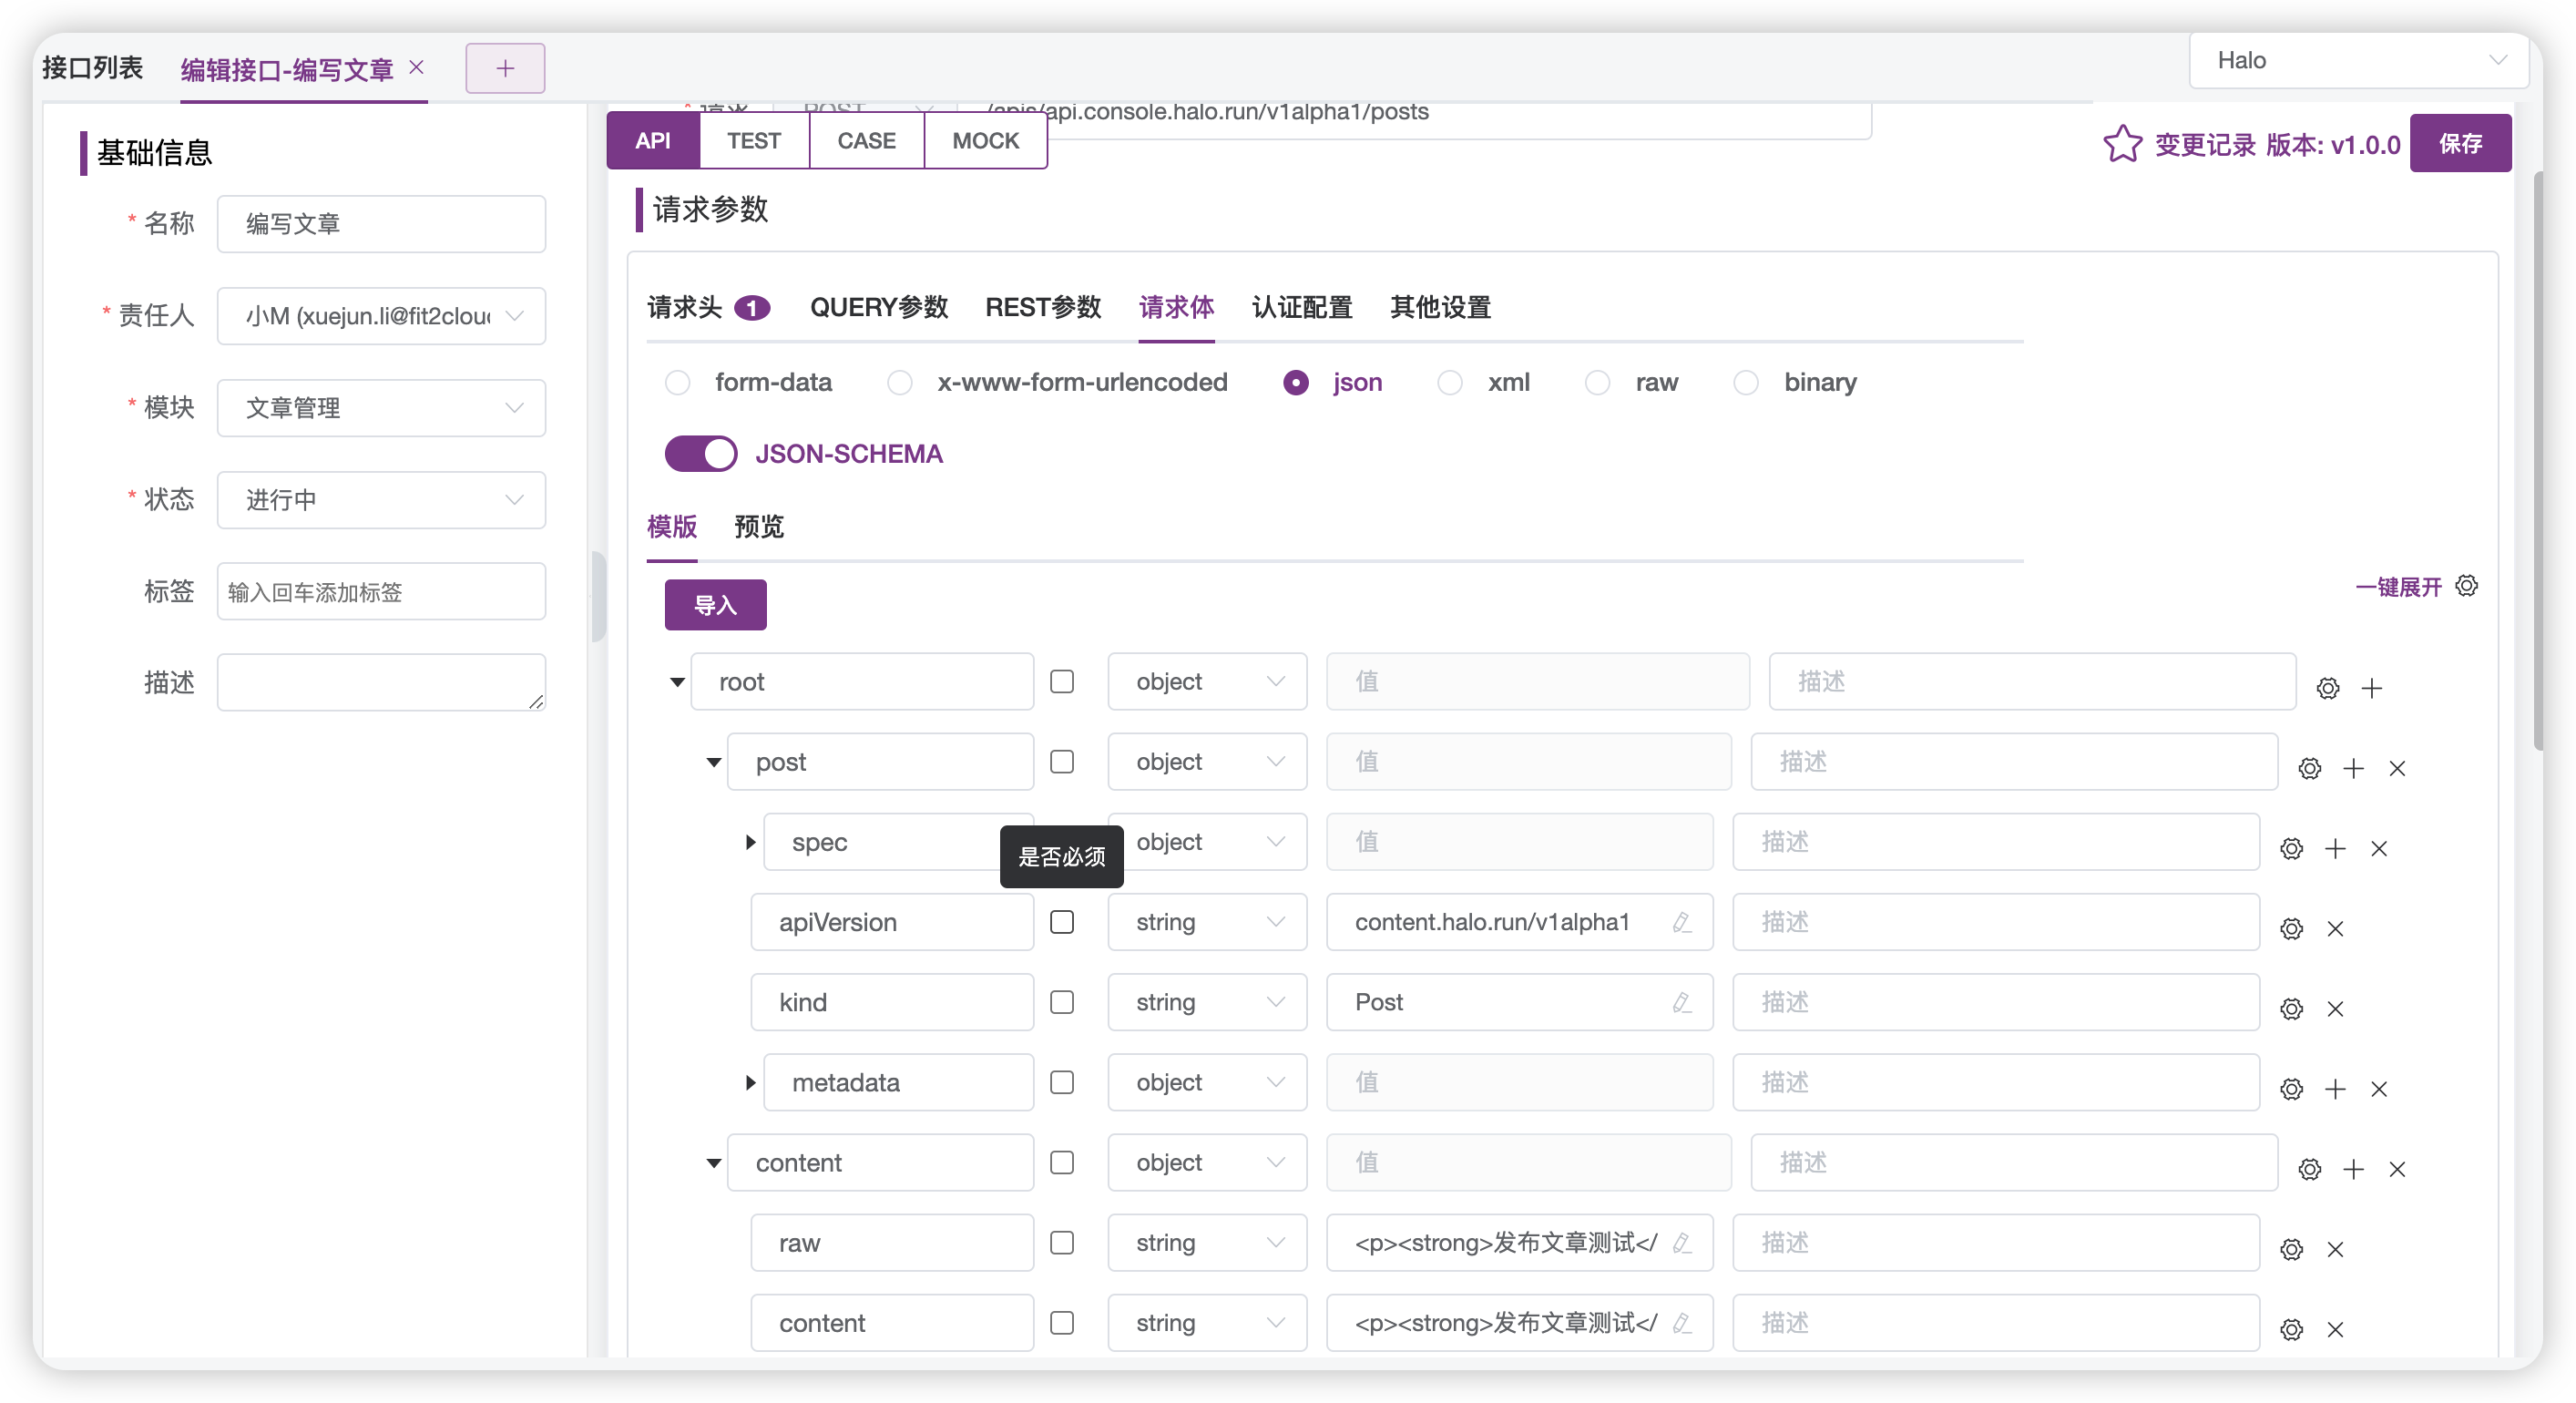 接口列表
编辑接口-编写文章
Halo
基础信息
* 名称 编写文章
* 责任人 小M (xuejun.li@fit2clou
* 模块 文章管理
* 状态 进行中
标签 输入回车添加标签
描述
* 请求 POST /apis/api.console.halo.run/v1alpha1/posts
API TEST CASE MOCK
变更记录 版本: v1.0.0 保存
请求参数
请求头 1 QUERY参数 REST参数 请求体 认证配置 其他设置
form-data x-www-form-urlencoded json xml raw binary
JSON-SCHEMA
模版 预览
导入 一键展开
root object 值 描述
post object 值 描述
spec object 值 描述
是否必须
apiVersion string content.halo.run/v1alpha1 描述
kind string Post 描述
metadata object 值 描述
content object 值 描述
raw string <p><strong>发布文章测试</ 描述
content string <p><strong>发布文章测试</ 描述